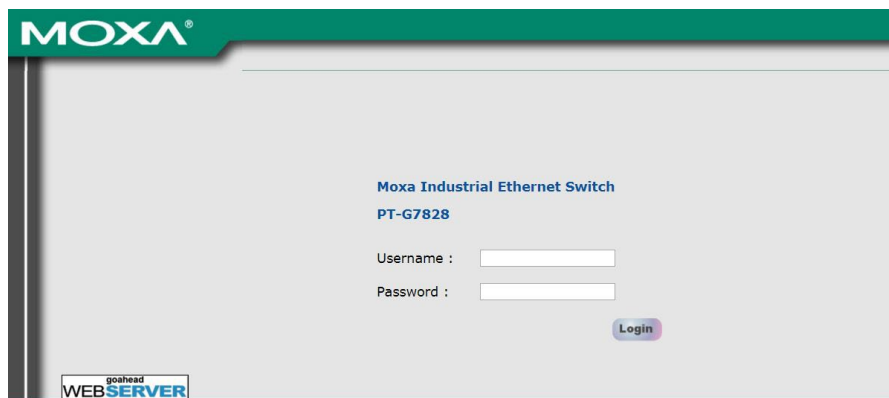 MOXA®
Moxa Industrial Ethernet Switch
PT-G7828
Username :
Password :
Login
goahead
WEBSERVER